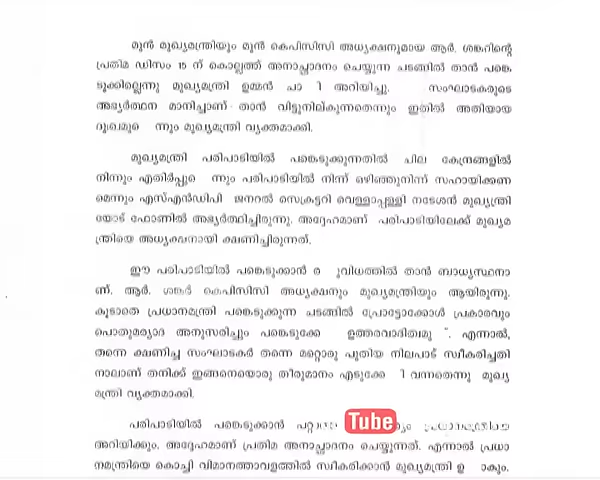 മുൻ മുഖ്യമന്ത്രിയും മുൻ കെപിസിസി അധ്യക്ഷനുമായ ആർ. ശങ്കറിന്റെ
പ്രതിമ ഡിസം 15 ന് കൊല്ലത്ത് അനാച്ഛാദനം ചെയ്യുന്ന ചടങ്ങിൽ താൻ പങ്കെ
ടുക്കില്ലെന്നു മുഖ്യമന്ത്രി ഉമ്മൻ ചാ ി അറിയിച്ചു. സംഘാടകരുടെ
അഭ്യർത്ഥന മാനിച്ചാണ് താൻ വിട്ടുനില്കുന്നതെന്നും ഇതിൽ അതിയായ
ദുഃഖമു ന്നും മുഖ്യമന്ത്രി വ്യക്തമാക്കി.
മുഖ്യമന്ത്രി പരിപാടിയിൽ പങ്കെടുക്കുന്നതിൽ ചില കേന്ദ്രങ്ങളിൽ
നിന്നും എതിർപ്പു ന്നും പരിപാടിയിൽ നിന്ന് ഒഴിഞ്ഞുനിന്ന് സഹായിക്കണ
മെന്നും എസ്എൻഡിപി ജനറൽ സെക്രട്ടറി വെള്ളാപ്പള്ളി നടേശൻ മുഖ്യമന്ത്രി
യോട് ഫോണിൽ അഭ്യർത്ഥിച്ചിരുന്നു. അദ്ദേഹമാണ് പരിപാടിയിലേക്ക് മുഖ്യമ
ന്ത്രിയെ അധ്യക്ഷനായി ക്ഷണിച്ചിരുന്നത്.
ഈ പരിപാടിയിൽ പങ്കെടുക്കാൻ ര ുവിധത്തിൽ താൻ ബാധ്യസ്ഥനാ
ണ്. ആർ. ശങ്കർ കെപിസിസി അധ്യക്ഷനും മുഖ്യമന്ത്രിയും ആയിരുന്നു.
കൂടാതെ പ്രധാനമന്ത്രി പങ്കെടുക്കുന്ന ചടങ്ങിൽ പ്രോട്ടോക്കോൾ പ്രകാരവും
പൊതുമര്യാദ അനുസരിച്ചും പങ്കെടുക്കേ ഉത്തരവാദിത്വമു ്. എന്നാൽ,
തന്നെ ക്ഷണിച്ച സംഘാടകർ തന്നെ മറ്റൊരു പുതിയ നിലപാട് സ്വീകരിച്ചതി
നാലാണ് തനിക്ക് ഇങ്ങനെയൊരു തീരുമാനം എടുക്കേ ി വന്നതെന്നു മുഖ്യ
മന്ത്രി വ്യക്തമാക്കി.
പരിപാടിയിൽ പങ്കെടുക്കാൻ Tube പ്രധാനമന്ത്രിയെ
അറിയിക്കും. അദ്ദേഹമാണ് പ്രതിമ അനാച്ഛാദനം ചെയ്യുന്നത്. എന്നാൽ പ്രധാ
നമന്ത്രിയെ കൊച്ചി വിമാനത്താവളത്തിൽ സ്വീകരിക്കാൻ മുഖ്യമന്ത്രി ഉ ാകും.